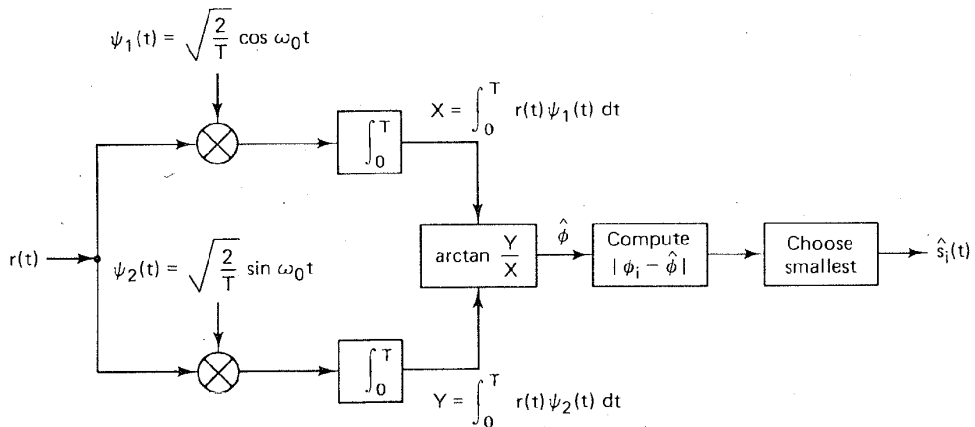 ψ₁(t) = √(2/T) cos ω₀t
∫₀ᵀ
X = ∫₀ᵀ r(t) ψ₁(t) dt
r(t)
ψ₂(t) = √(2/T) sin ω₀t
arctan Y/X
φ̂
Compute
| φᵢ − φ̂ |
Choose
smallest
ŝᵢ(t)
∫₀ᵀ
Y = ∫₀ᵀ r(t) ψ₂(t) dt